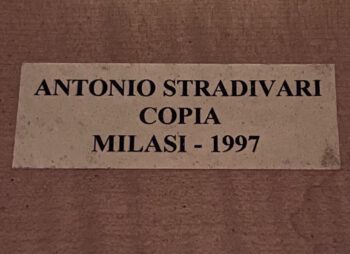 ANTONIO STRADIVARI
COPIA
MILASI - 1997